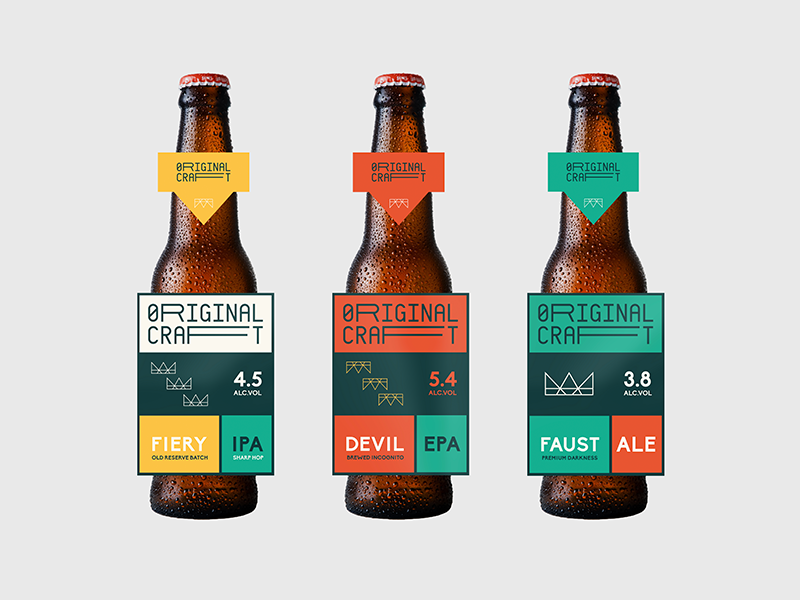 0RIGINAL
CRAFT
0RIGINAL
CRAFT
4.5
ALC.VOL
FIERY
OLD RESERVE BATCH
IPA
SHARP HOP
0RIGINAL
CRAFT
0RIGINAL
CRAFT
5.4
ALC.VOL
DEVIL
BREWED INCOGNITO
EPA
0RIGINAL
CRAFT
0RIGINAL
CRAFT
3.8
ALC.VOL
FAUST
PREMIUM DARKNESS
ALE